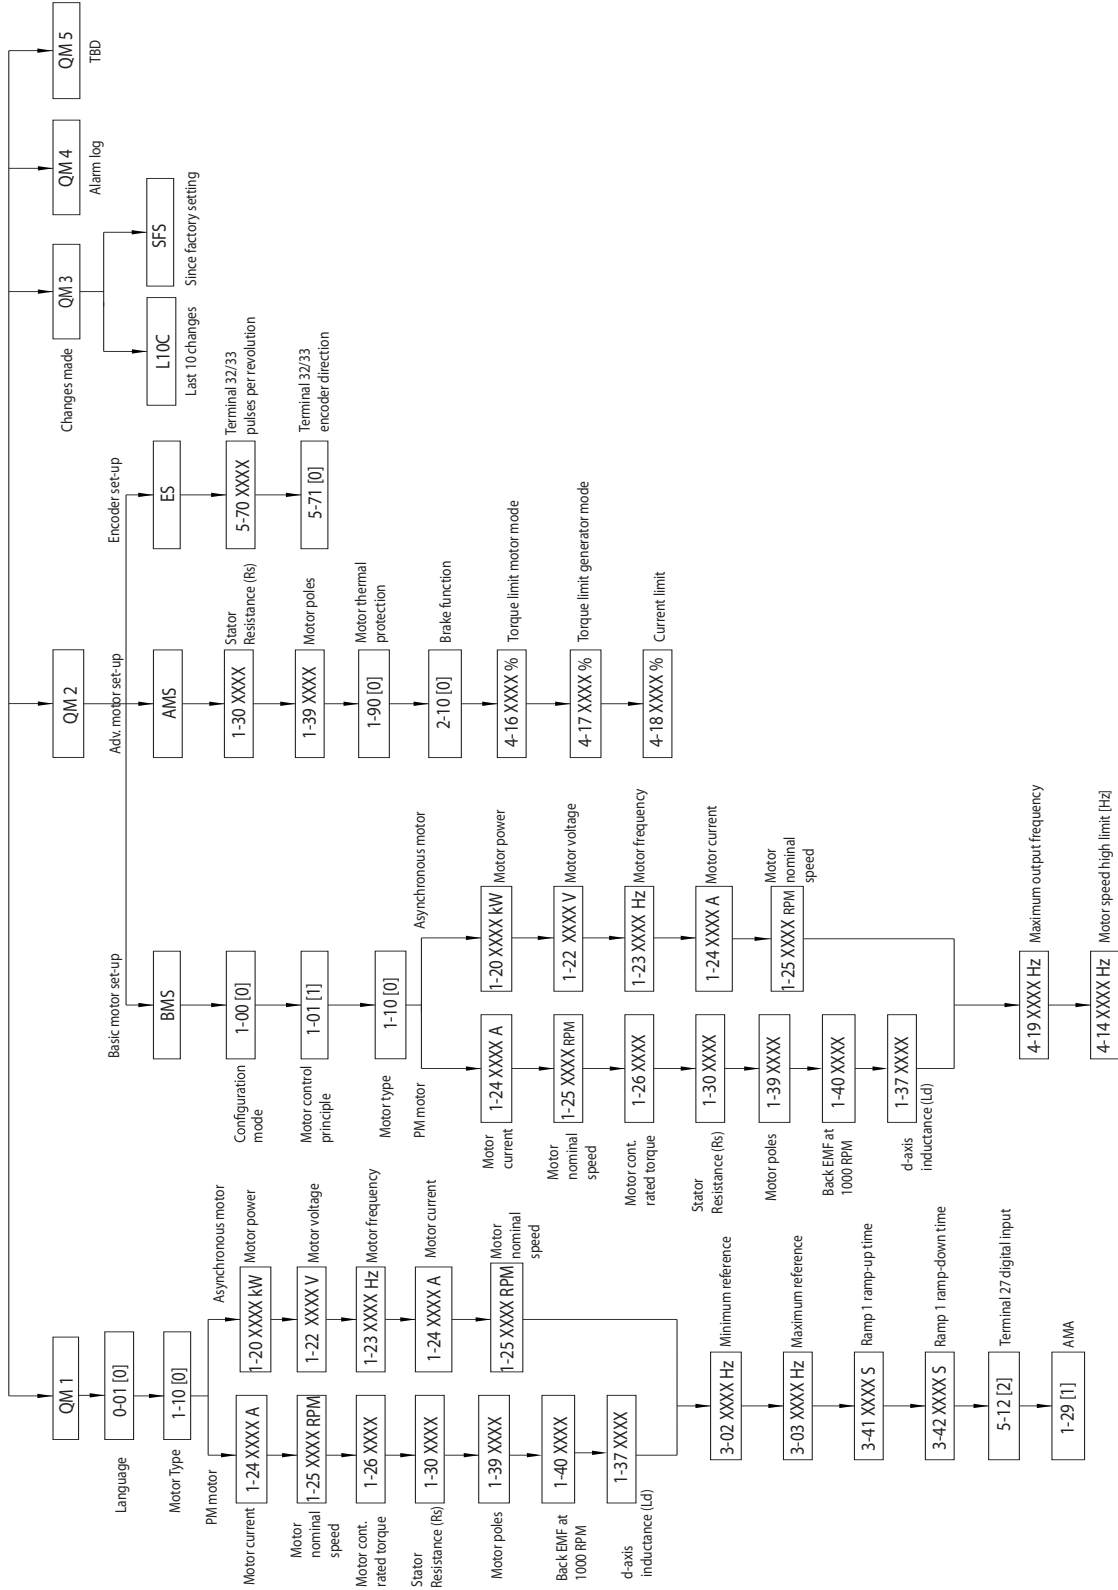 QM 1
Language
0-01 [0]
Motor Type
1-10 [0]
PM motor
Motor current
1-24 XXXX A
Motor
nominal
speed
1-25 XXXX RPM
Motor cont.
rated torque
1-26 XXXX
Stator
Resistance (Rs)
1-30 XXXX
Motor poles
1-39 XXXX
Back EMF at
1000 RPM
1-40 XXXX
d-axis
inductance (Ld)
1-37 XXXX
Asynchronous motor
1-20 XXXX kW
Motor power
1-22 XXXX V
Motor voltage
1-23 XXXX Hz
Motor frequency
1-24 XXXX A
Motor current
1-25 XXXX RPM
Motor
nominal
speed
3-02 XXXX Hz
Minimum reference
3-03 XXXX Hz
Maximum reference
3-41 XXXX S
Ramp 1 ramp-up time
3-42 XXXX S
Ramp 1 ramp-down time
5-12 [2]
Terminal 27 digital input
1-29 [1]
AMA
QM 2
Basic motor set-up
BMS
Configuration
mode
1-00 [0]
Motor control
principle
1-01 [1]
Motor type
1-10 [0]
PM motor
Motor
current
1-24 XXXX A
Motor
nominal
speed
1-25 XXXX RPM
Motor cont.
rated torque
1-26 XXXX
Stator
Resistance (Rs)
1-30 XXXX
Motor poles
1-39 XXXX
Back EMF at
1000 RPM
1-40 XXXX
d-axis
inductance (Ld)
1-37 XXXX
Asynchronous motor
1-20 XXXX kW
Motor power
1-22 XXXX V
Motor voltage
1-23 XXXX Hz
Motor frequency
1-24 XXXX A
Motor current
1-25 XXXX RPM
Motor
nominal
speed
4-19 XXXX Hz
Maximum output frequency
4-14 XXXX Hz
Motor speed high limit [Hz]
Adv. motor set-up
AMS
1-30 XXXX
Stator
Resistance (Rs)
1-39 XXXX
Motor poles
1-90 [0]
Motor thermal
protection
2-10 [0]
Brake function
4-16 XXXX %
Torque limit motor mode
4-17 XXXX %
Torque limit generator mode
4-18 XXXX %
Current limit
Encoder set-up
ES
5-70 XXXX
Terminal 32/33
pulses per revolution
5-71 [0]
Terminal 32/33
encoder direction
Changes made
QM 3
L10C
Last 10 changes
SFS
Since factory setting
QM 4
Alarm log
QM 5
TBD